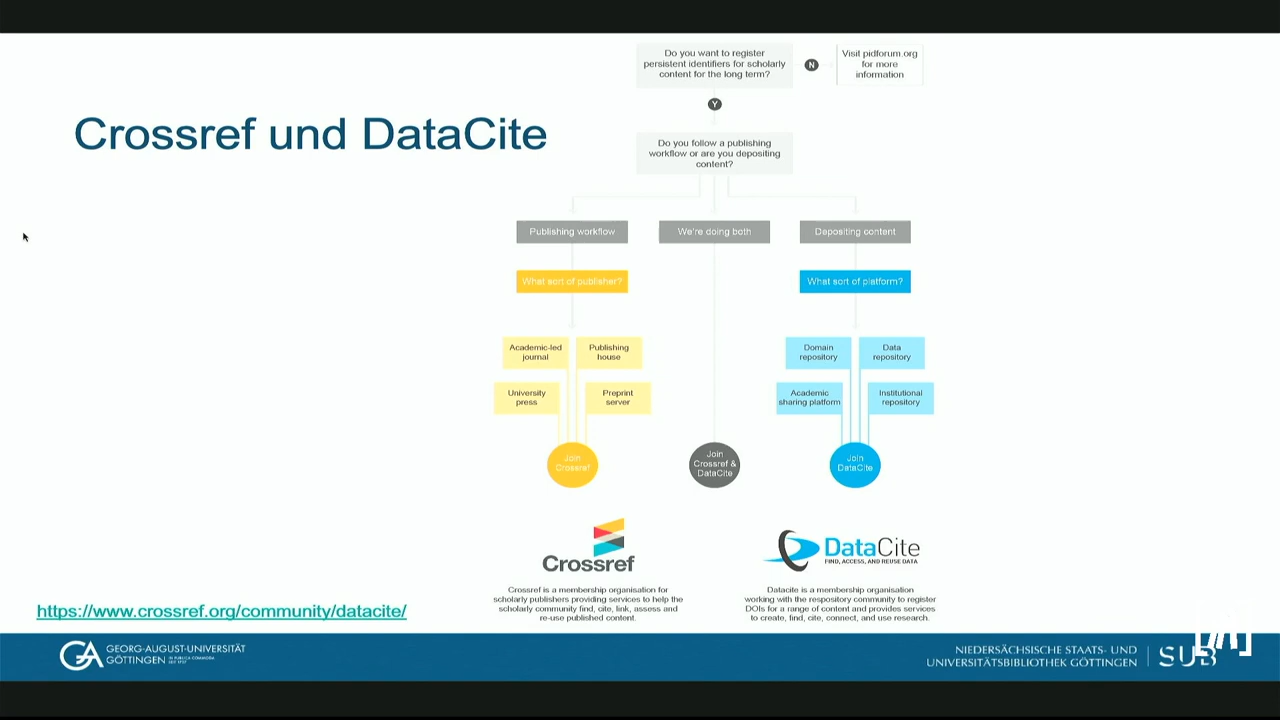 Crossref und DataCite
Do you want to register
persistent identifiers for scholarly
content for the long term?
N
Visit pidforum.org
for more
information
Y
Do you follow a publishing
workflow or are you depositing
content?
Publishing workflow
We're doing both
Depositing content
What sort of publisher?
What sort of platform?
Academic-led
journal
Publishing
house
Domain
repository
Data
repository
University
press
Preprint
server
Academic
sharing platform
Institutional
repository
Join
Crossref
Join
Crossref &
DataCite
Join
DataCite
Crossref
DataCite
FIND, ACCESS, AND REUSE DATA
Crossref is a membership organisation for
scholarly publishers providing services to help the
scholarly community find, cite, link, assess and
re-use published content.
Datacite is a membership organisation
working with the respository community to register
DOIs for a range of content and provides services
to create, find, cite, connect, and use research.
https://www.crossref.org/community/datacite/
GEORG-AUGUST-UNIVERSITÄT
GÖTTINGEN
IN PUBLICA COMMODA
SEIT 1737
NIEDERSÄCHSISCHE STAATS- UND
UNIVERSITÄTSBIBLIOTHEK GÖTTINGEN
SUB